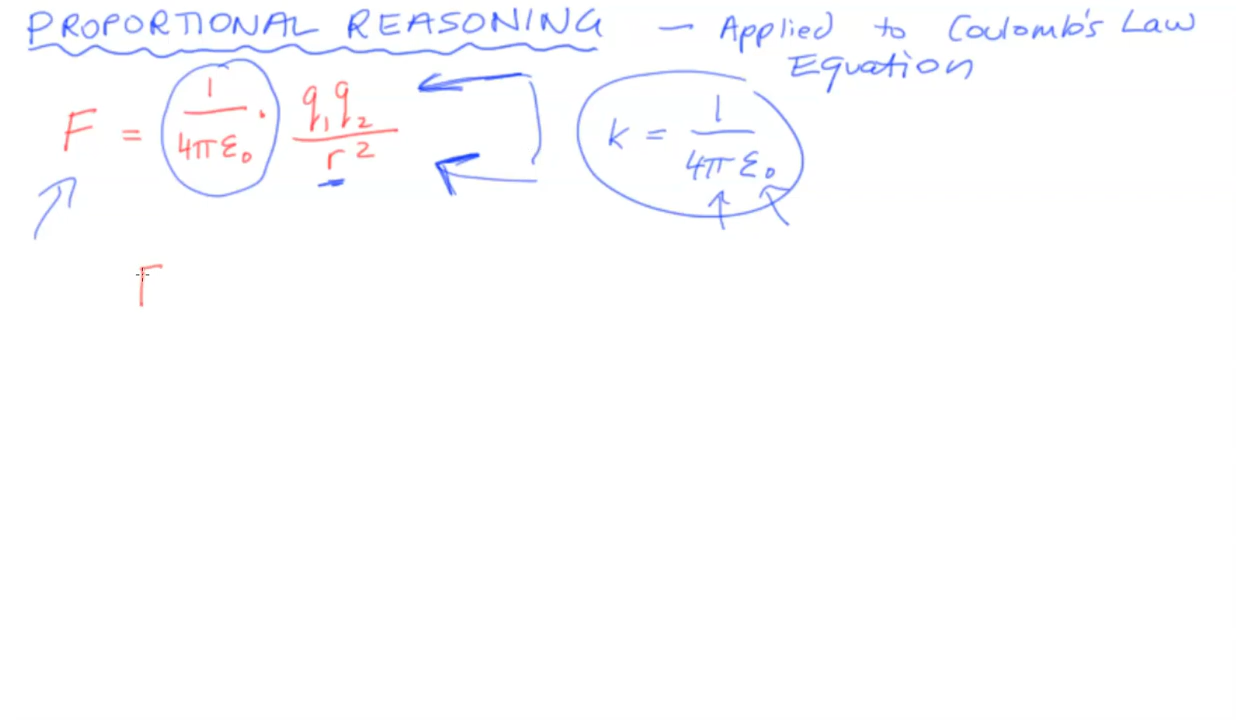 PROPORTIONAL REASONING — Applied to Coulomb's Law
Equation
F = 1/4πε₀ · q₁q₂/r²
k = 1/4πε₀